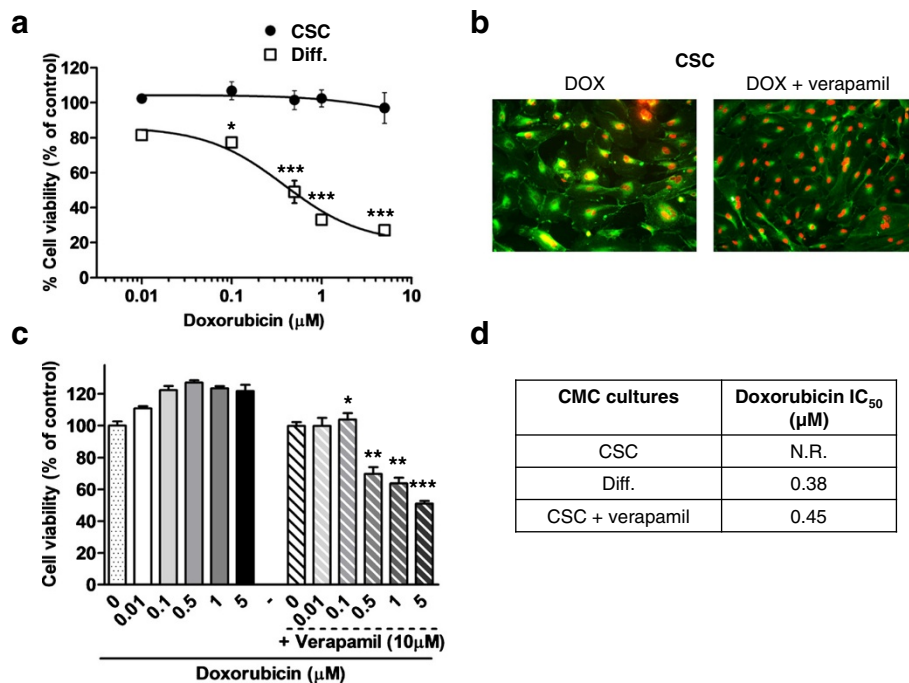 a
CSC
Diff.
% Cell viability (% of control)
120
100
80
60
40
20
0
*
***
***
***
0.01
0.1
1
10
Doxorubicin (μM)
b
CSC
DOX
DOX + verapamil
c
Cell viability (% of control)
120
100
80
60
40
20
0
*
**
**
***
0
0.01
0.1
0.5
1
5
-
0
0.01
0.1
0.5
1
5
+ Verapamil (10μM)
Doxorubicin (μM)
d
CMC cultures
Doxorubicin IC50
(μM)
CSC
N.R.
Diff.
0.38
CSC + verapamil
0.45